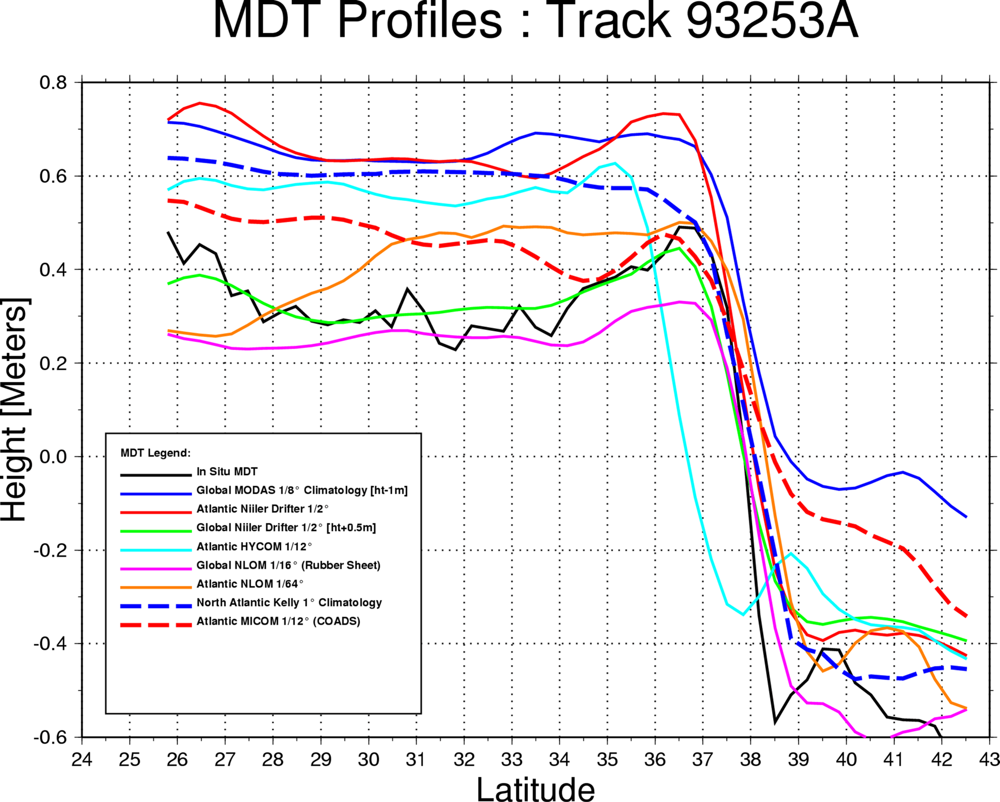 MDT Profiles : Track 93253A
0.8
0.6
0.4
0.2
0.0
-0.2
-0.4
-0.6
Height [Meters]
MDT Legend:
In Situ MDT
Global MODAS 1/8° Climatology [ht-1m]
Atlantic Niiler Drifter 1/2°
Global Niiler Drifter 1/2° [ht+0.5m]
Atlantic HYCOM 1/12°
Global NLOM 1/16° (Rubber Sheet)
Atlantic NLOM 1/64°
North Atlantic Kelly 1° Climatology
Atlantic MICOM 1/12° (COADS)
24 25 26 27 28 29 30 31 32 33 34 35 36 37 38 39 40 41 42 43
Latitude